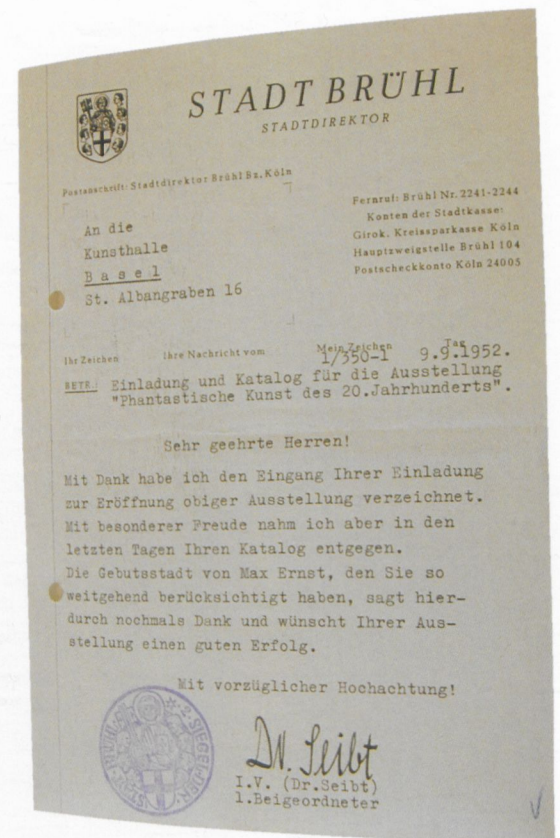 STADT BRÜHL
STADTDIREKTOR
Postanschrift: Stadtdirektor Brühl Bz. Köln
An die
Kunsthalle
Basel
St. Albangraben 16
Fernruf: Brühl Nr. 2241-2244
Konten der Stadtkasse:
Girok. Kreissparkasse Köln
Hauptzweigstelle Brühl 104
Postscheckkonto Köln 24005
Ihr Zeichen Ihre Nachricht vom Mein Zeichen Tag
1/350-1 9.9.1952.
BETR.: Einladung und Katalog für die Ausstellung
"Phantastische Kunst des 20.Jahrhunderts".
Sehr geehrte Herren!
Mit Dank habe ich den Eingang Ihrer Einladung
zur Eröffnung obiger Ausstellung verzeichnet.
Mit besonderer Freude nahm ich aber in den
letzten Tagen Ihren Katalog entgegen.
Die Gebutsstadt von Max Ernst, den Sie so
weitgehend berücksichtigt haben, sagt hier-
durch nochmals Dank und wünscht Ihrer Aus-
stellung einen guten Erfolg.
Mit vorzüglicher Hochachtung!
Dr. Seibt
I.V. (Dr.Seibt)
1.Beigeordneter